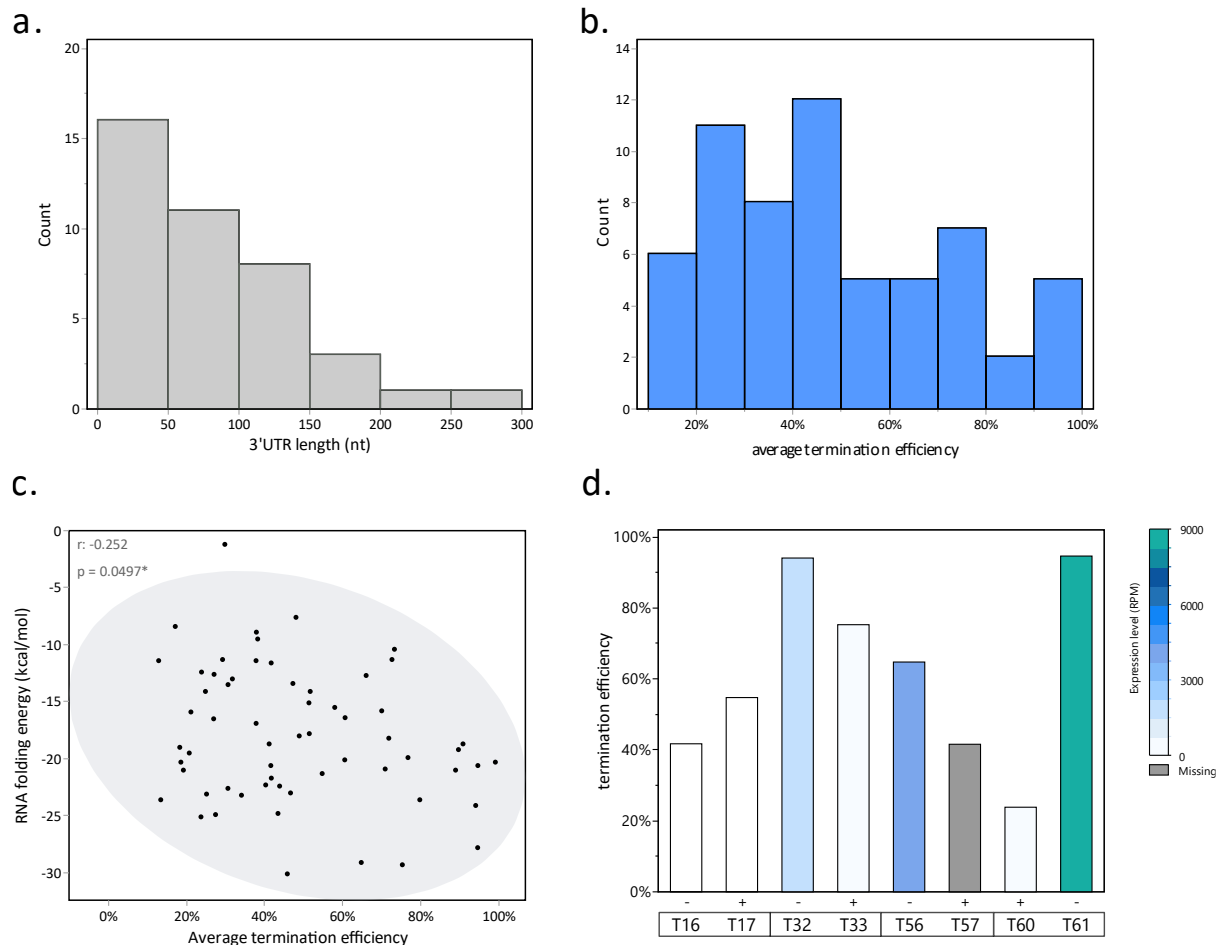 a.
20
15
10
5
0
Count
0 50 100 150 200 250 300
3'UTR length (nt)
b.
14
12
10
8
6
4
2
0
Count
20% 40% 60% 80% 100%
average termination efficiency
c.
0
-5
-10
-15
-20
-25
-30
RNA folding energy (kcal/mol)
r: -0.252
p = 0.0497*
0% 20% 40% 60% 80% 100%
Average termination efficiency
d.
100%
80%
60%
40%
20%
0%
termination efficiency
- + - + - + + -
T16 T17 T32 T33 T56 T57 T60 T61
9000
6000
3000
0
Expression level (RPM)
Missing